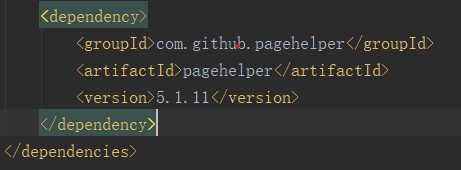 <dependency>
<groupId>com.github.pagehelper</groupId>
<artifactId>pagehelper</artifactId>
<version>5.1.11</version>
</dependency>
</dependencies>